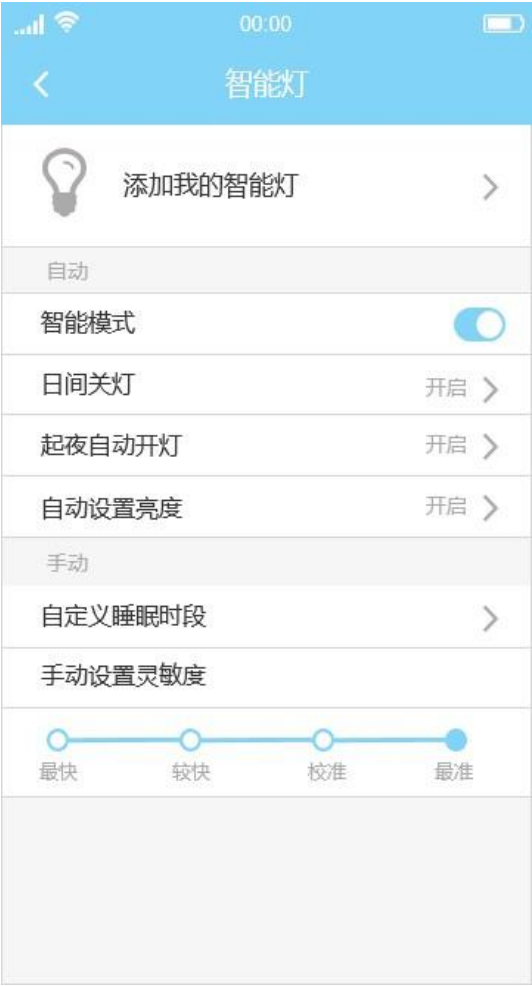 00:00
智能灯
添加我的智能灯
自动
智能模式
日间关灯 开启
起夜自动开灯 开启
自动设置亮度 开启
手动
自定义睡眠时段
手动设置灵敏度
最快 较快 校准 最准